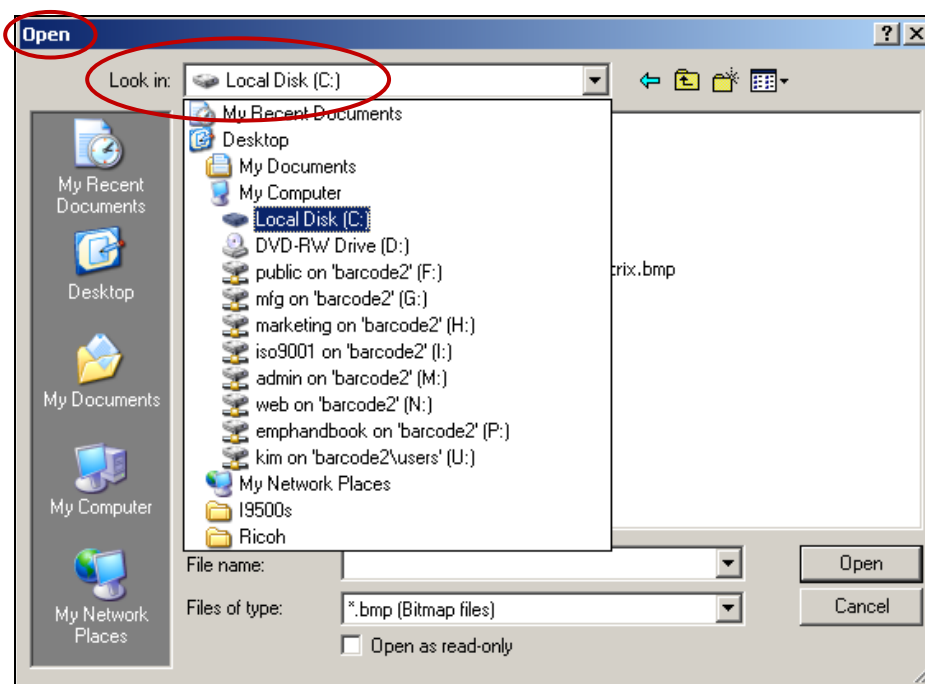 Open
Look in: Local Disk (C:)
My Recent Documents
Desktop
My Documents
My Computer
Local Disk (C:)
DVD-RW Drive (D:)
public on 'barcode2' (F:)
mfg on 'barcode2' (G:)
marketing on 'barcode2' (H:)
iso9001 on 'barcode2' (I:)
admin on 'barcode2' (M:)
web on 'barcode2' (N:)
emphandbook on 'barcode2' (P:)
kim on 'barcode2\users' (U:)
My Network Places
I9500s
Ricoh
trix.bmp
My Recent
Documents
Desktop
My Documents
My Computer
My Network
Places
File name:
Open
Files of type: *.bmp (Bitmap files)
Cancel
Open as read-only